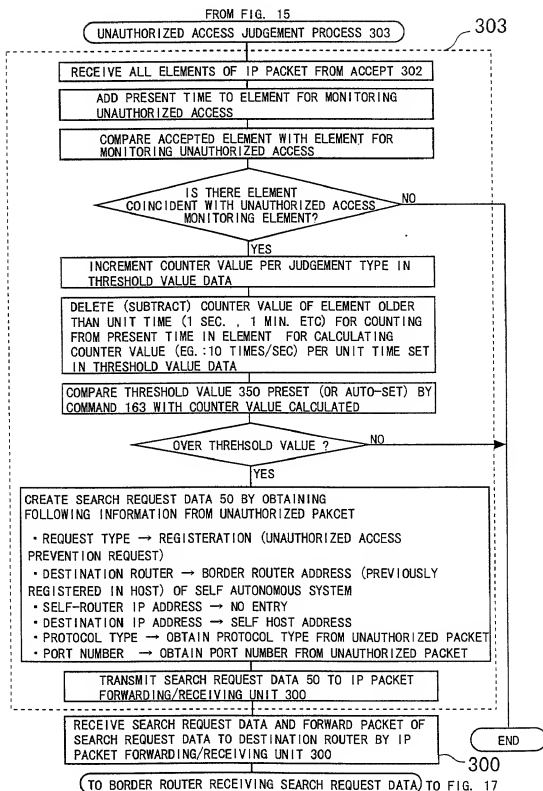 FROM FIG. 15
UNAUTHORIZED ACCESS JUDGEMENT PROCESS 303
303
RECEIVE ALL ELEMENTS OF IP PACKET FROM ACCEPT 302
ADD PRESENT TIME TO ELEMENT FOR MONITORING
UNAUTHORIZED ACCESS
COMPARE ACCEPTED ELEMENT WITH ELEMENT FOR
MONITORING UNAUTHORIZED ACCESS
IS THERE ELEMENT
COINCIDENT WITH UNAUTHORIZED ACCESS
MONITORING ELEMENT?
NO
YES
INCREMENT COUNTER VALUE PER JUDGEMENT TYPE IN
THRESHOLD VALUE DATA
DELETE (SUBTRACT) COUNTER VALUE OF ELEMENT OLDER
THAN UNIT TIME (1 SEC. , 1 MIN. ETC) FOR COUNTING
FROM PRESENT TIME IN ELEMENT FOR CALCULATING
COUNTER VALUE (EG. :10 TIMES/SEC) PER UNIT TIME SET
IN THRESHOLD VALUE DATA
COMPARE THRESHOLD VALUE 350 PRESET (OR AUTO-SET) BY
COMMAND 163 WITH COUNTER VALUE CALCULATED
OVER THREHSOLD VALUE ?
NO
YES
CREATE SEARCH REQUEST DATA 50 BY OBTAINING
FOLLOWING INFORMATION FROM UNAUTHORIZED PAKCET
・REQUEST TYPE → REGISTERATION (UNAUTHORIZED ACCESS
PREVENTION REQUEST)
・DESTINATION ROUTER → BORDER ROUTER ADDRESS (PREVIOUSLY
REGISTERED IN HOST) OF SELF AUTONOMOUS SYSTEM
・SELF-ROUTER IP ADDRESS → NO ENTRY
・DESTINATION IP ADDRESS → SELF HOST ADDRESS
・PROTOCOL TYPE → OBTAIN PROTOCOL TYPE FROM UNAUTHORIZED PACKET
・PORT NUMBER → OBTAIN PORT NUMBER FROM UNAUTHORIZED PACKET
TRANSMIT SEARCH REQUEST DATA 50 TO IP PACKET
FORWARDING/RECEIVING UNIT 300
RECEIVE SEARCH REQUEST DATA AND FORWARD PACKET OF
SEARCH REQUEST DATA TO DESTINATION ROUTER BY IP
PACKET FORWARDING/RECEIVING UNIT 300
END
300
TO BORDER ROUTER RECEIVING SEARCH REQUEST DATA TO FIG. 17